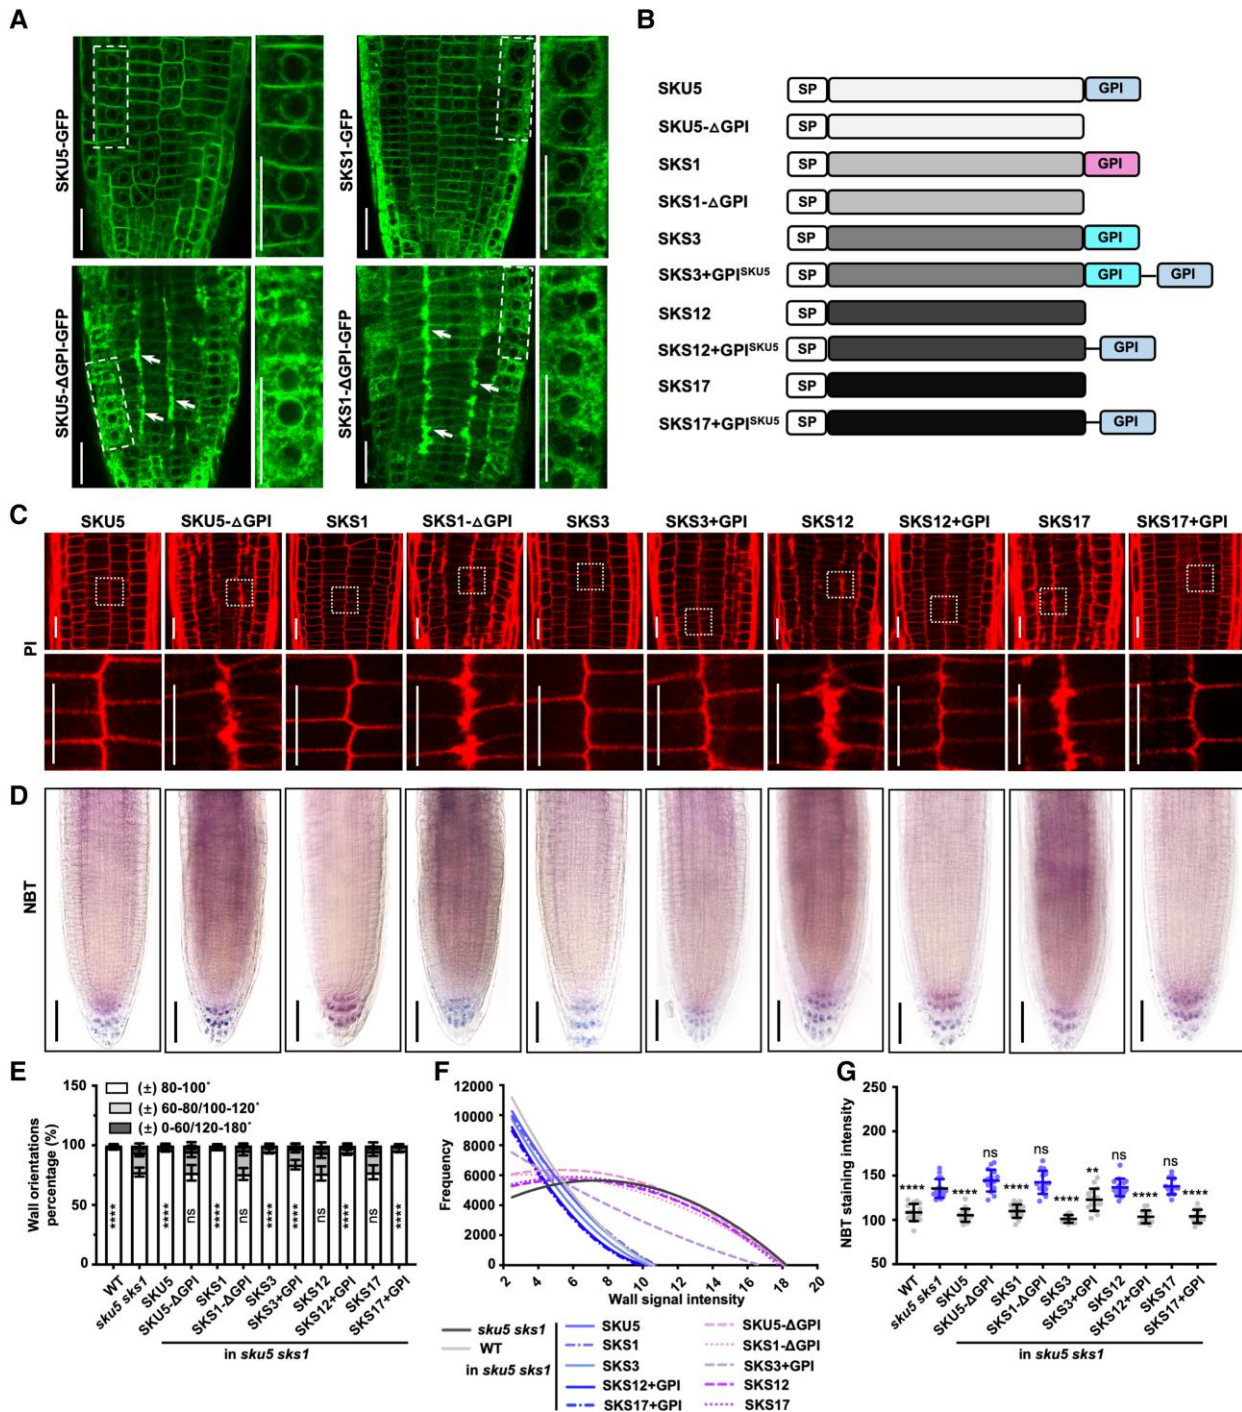 A
B
SKU5-GFP
SKS1-GFP
SKU5-ΔGPI-GFP
SKS1-ΔGPI-GFP
SKU5 SP GPI
SKU5-△GPI SP
SKS1 SP GPI
SKS1-△GPI SP
SKS3 SP GPI
SKS3+GPI^SKU5 SP GPI GPI
SKS12 SP
SKS12+GPI^SKU5 SP GPI
SKS17 SP
SKS17+GPI^SKU5 SP GPI
C
SKU5 SKU5-△GPI SKS1 SKS1-△GPI SKS3 SKS3+GPI SKS12 SKS12+GPI SKS17 SKS17+GPI
PI
D
NBT
E
Wall orientations
percentage (%)
150
100
50
0
(±) 80-100°
(±) 60-80/100-120°
(±) 0-60/120-180°
**** **** ns **** ns **** **** ns **** ns ****
WT
sku5 sks1
SKU5
SKU5-ΔGPI
SKS1
SKS1-ΔGPI
SKS3
SKS3+GPI
SKS12
SKS12+GPI
SKS17
SKS17+GPI
in sku5 sks1
F
Frequency
12000
10000
8000
6000
4000
2000
0
2 4 6 8 10 12 14 16 18 20
Wall signal intensity
sku5 sks1
WT
in sku5 sks1
SKU5
SKS1
SKS3
SKS12+GPI
SKS17+GPI
SKU5-ΔGPI
SKS1-ΔGPI
SKS3+GPI
SKS12
SKS17
G
NBT staining intensity
250
200
150
100
50
**** **** ns **** ns **** ** ns **** ns ****
WT
sku5 sks1
SKU5
SKU5-ΔGPI
SKS1
SKS1-ΔGPI
SKS3
SKS3+GPI
SKS12
SKS12+GPI
SKS17
SKS17+GPI
in sku5 sks1